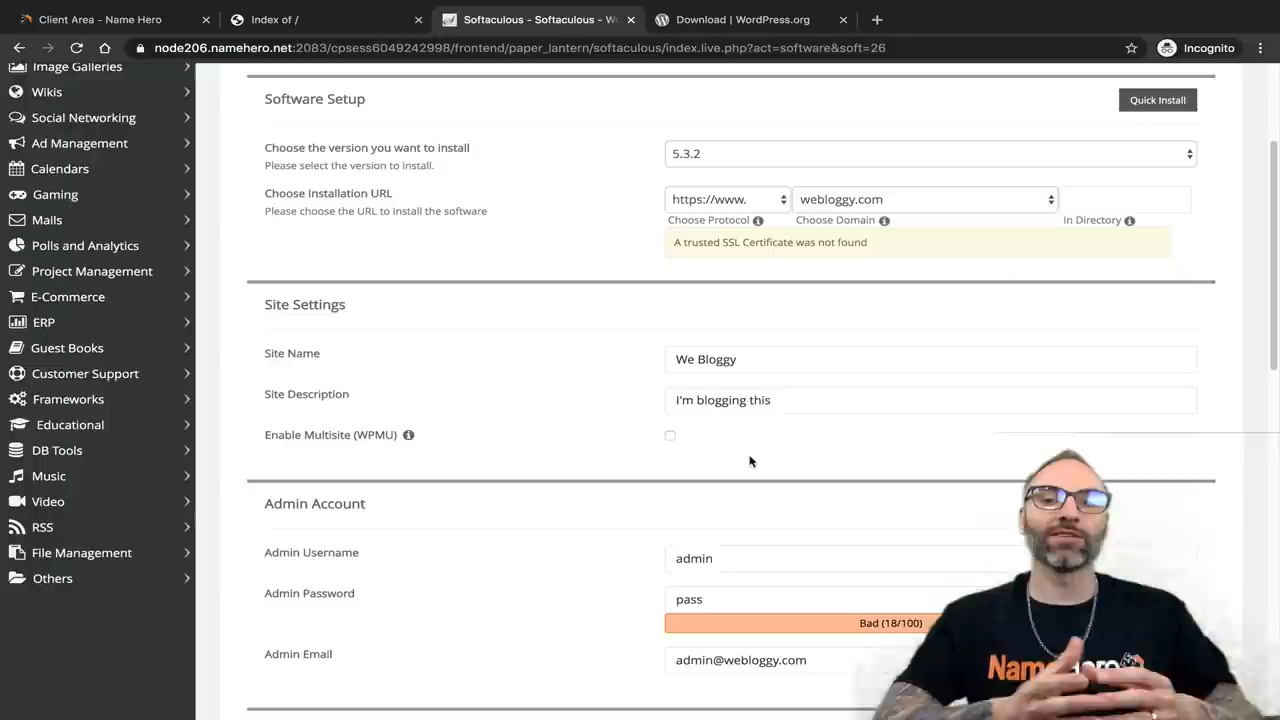 Client Area - Name Hero
Index of /
Softaculous - Softaculous - W
Download | WordPress.org
node206.namehero.net:2083/cpsess6049242998/frontend/paper_lantern/softaculous/index.live.php?act=software&soft=26
Incognito
Image Galleries
Wikis
Social Networking
Ad Management
Calendars
Gaming
Mails
Polls and Analytics
Project Management
E-Commerce
ERP
Guest Books
Customer Support
Frameworks
Educational
DB Tools
Music
Video
RSS
File Management
Others
Software Setup
Quick Install
Choose the version you want to install
Please select the version to install.
5.3.2
Choose Installation URL
Please choose the URL to install the software
https://www.
webbloggy.com
Choose Protocol
Choose Domain
In Directory
A trusted SSL Certificate was not found
Site Settings
Site Name
We Bloggy
Site Description
I'm blogging this
Enable Multisite (WPMU)
Admin Account
Admin Username
admin
Admin Password
pass
Bad (18/100)
Admin Email
admin@webloggy.com